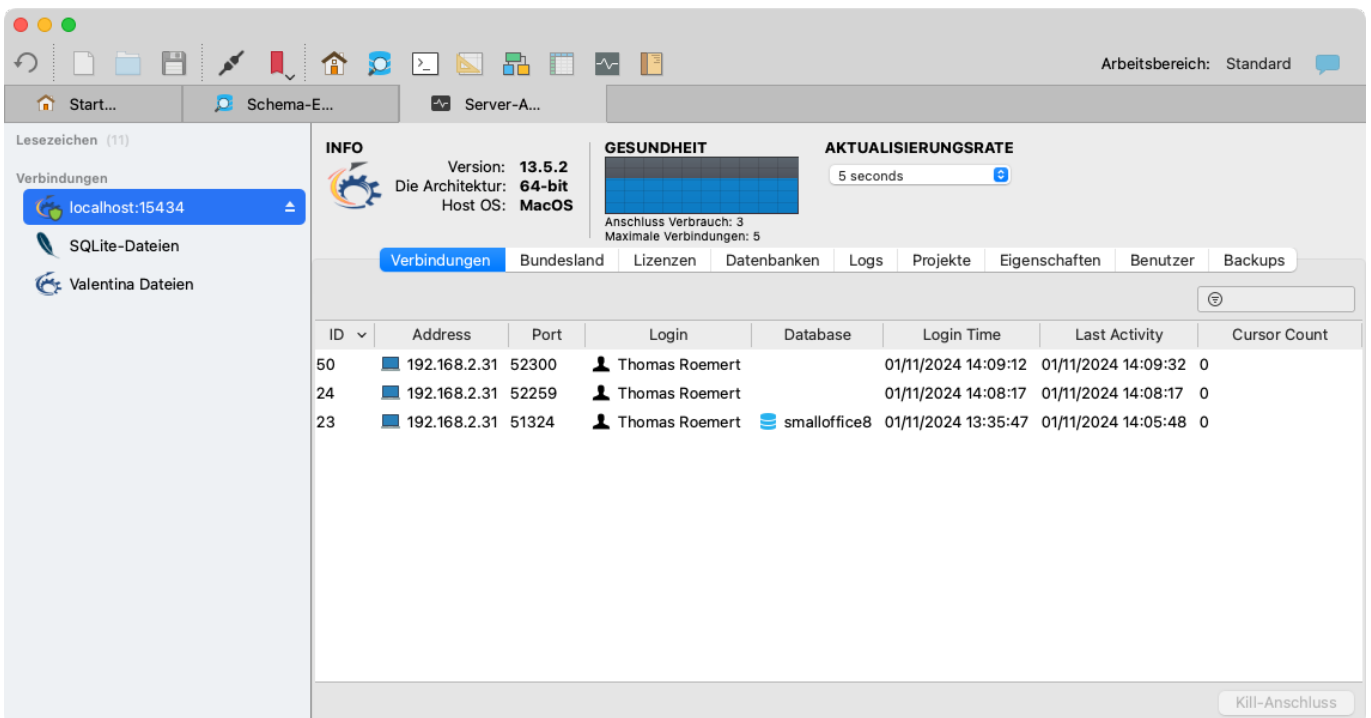 Arbeitsbereich: Standard
Start... Schema-E... Server-A...
Lesezeichen (11)
Verbindungen
localhost:15434
SQLite-Dateien
Valentina Dateien
INFO
Version: 13.5.2
Die Architektur: 64-bit
Host OS: MacOS
GESUNDHEIT
Anschluss Verbrauch: 3
Maximale Verbindungen: 5
AKTUALISIERUNGSRATE
5 seconds
Verbindungen Bundesland Lizenzen Datenbanken Logs Projekte Eigenschaften Benutzer Backups
ID Address Port Login Database Login Time Last Activity Cursor Count
50 192.168.2.31 52300 Thomas Roemert 01/11/2024 14:09:12 01/11/2024 14:09:32 0
24 192.168.2.31 52259 Thomas Roemert 01/11/2024 14:08:17 01/11/2024 14:08:17 0
23 192.168.2.31 51324 Thomas Roemert smalloffice8 01/11/2024 13:35:47 01/11/2024 14:05:48 0
Kill-Anschluss